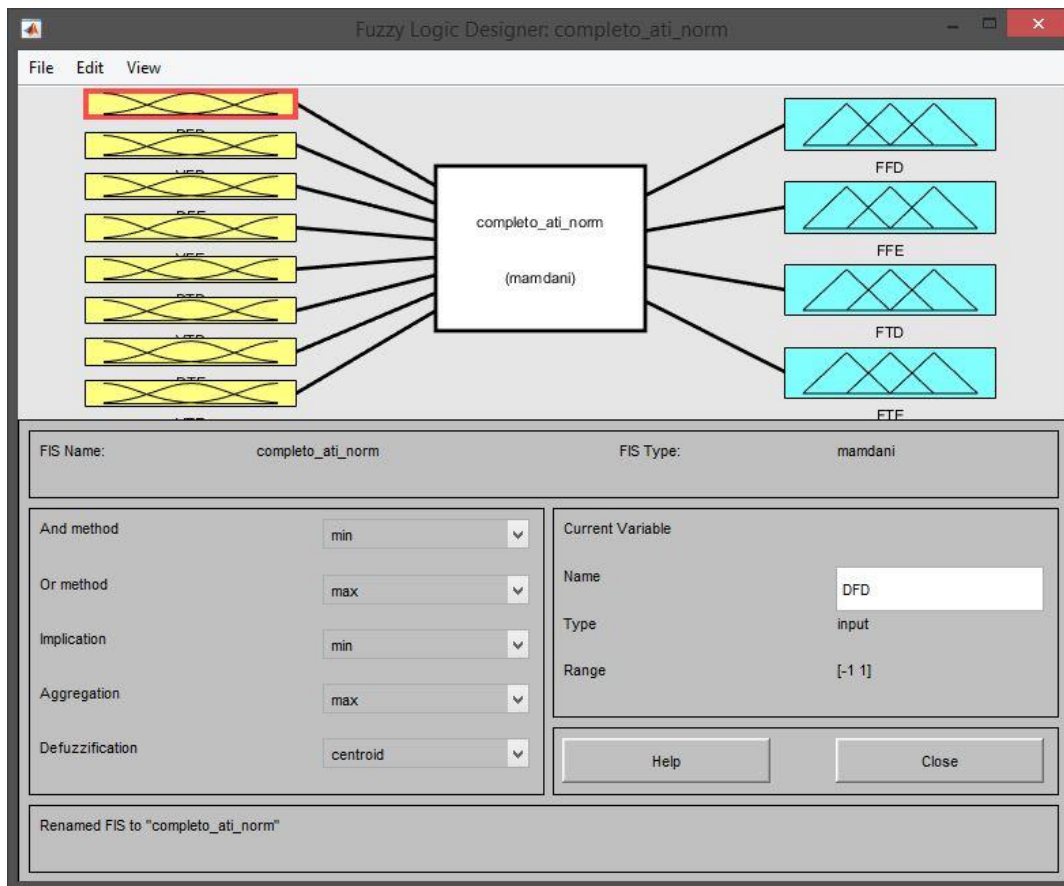 Fuzzy Logic Designer: completo_ati_norm
File Edit View
completo_ati_norm
(mamdani)
FFD
FFE
FTD
FTE
FIS Name: completo_ati_norm FIS Type: mamdani
And method min
Or method max
Implication min
Aggregation max
Defuzzification centroid
Current Variable
Name DFD
Type input
Range [-1 1]
Help Close
Renamed FIS to "completo_ati_norm"